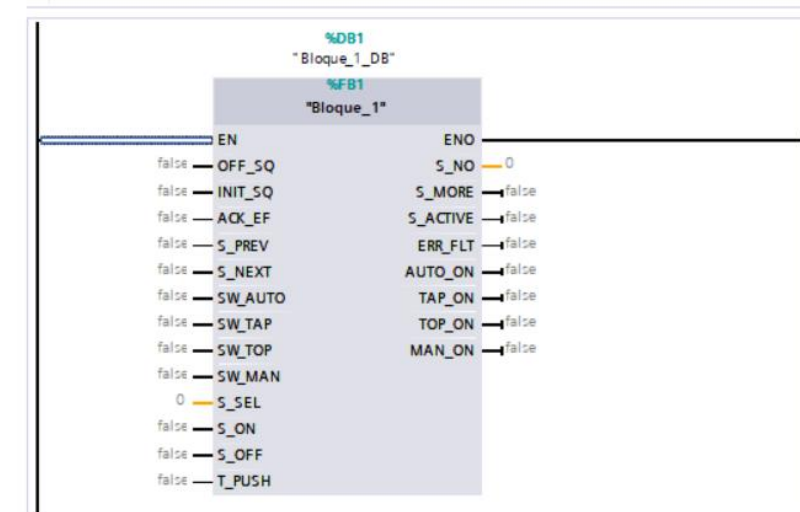 %DB1
"Bloque_1_DB"
%FB1
"Bloque_1"
EN ENO
false OFF_SQ S_NO 0
false INIT_SQ S_MORE false
false ACK_EF S_ACTIVE false
false S_PREV ERR_FLT false
false S_NEXT AUTO_ON false
false SW_AUTO TAP_ON false
false SW_TAP TOP_ON false
false SW_TOP MAN_ON false
false SW_MAN
0 S_SEL
false S_ON
false S_OFF
false T_PUSH